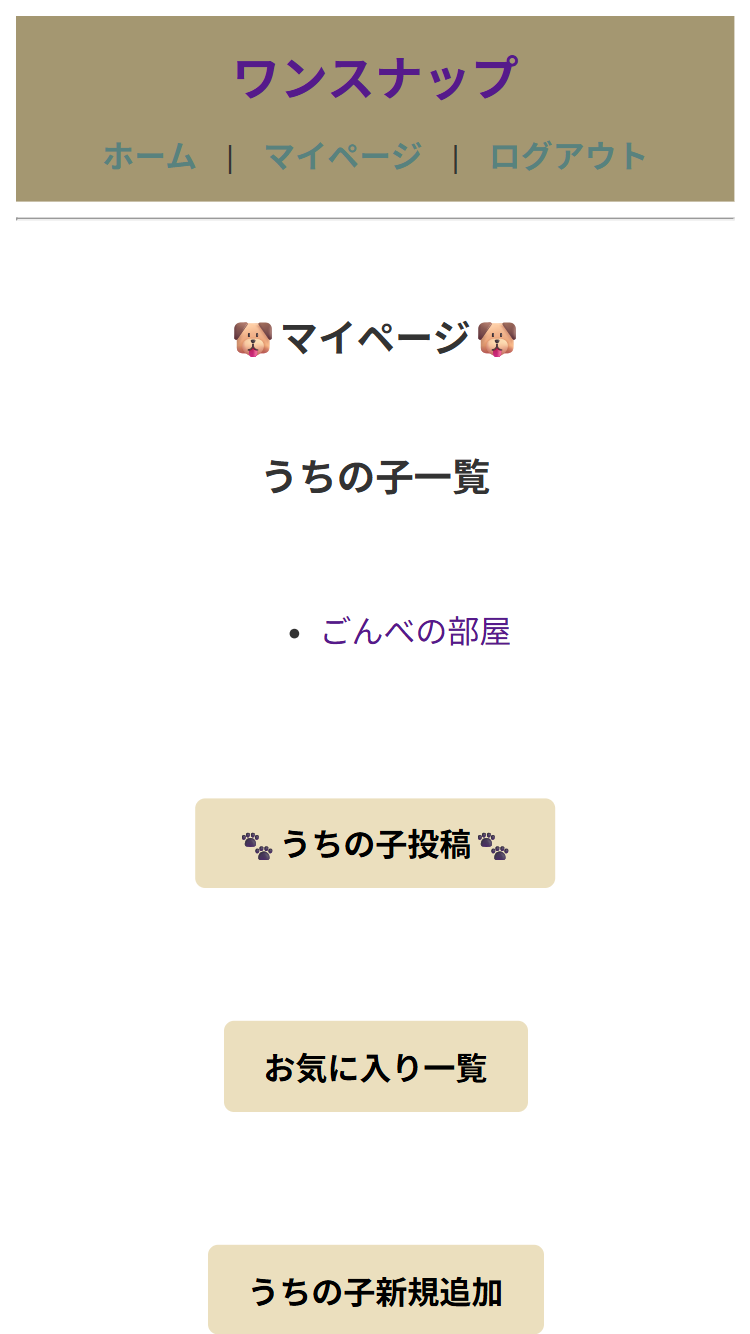 ワンスナップ
ホーム | マイページ | ログアウト
🐶 マイページ 🐶
うちの子一覧
• ごんべの部屋
🐾 うちの子投稿 🐾
お気に入り一覧
うちの子新規追加